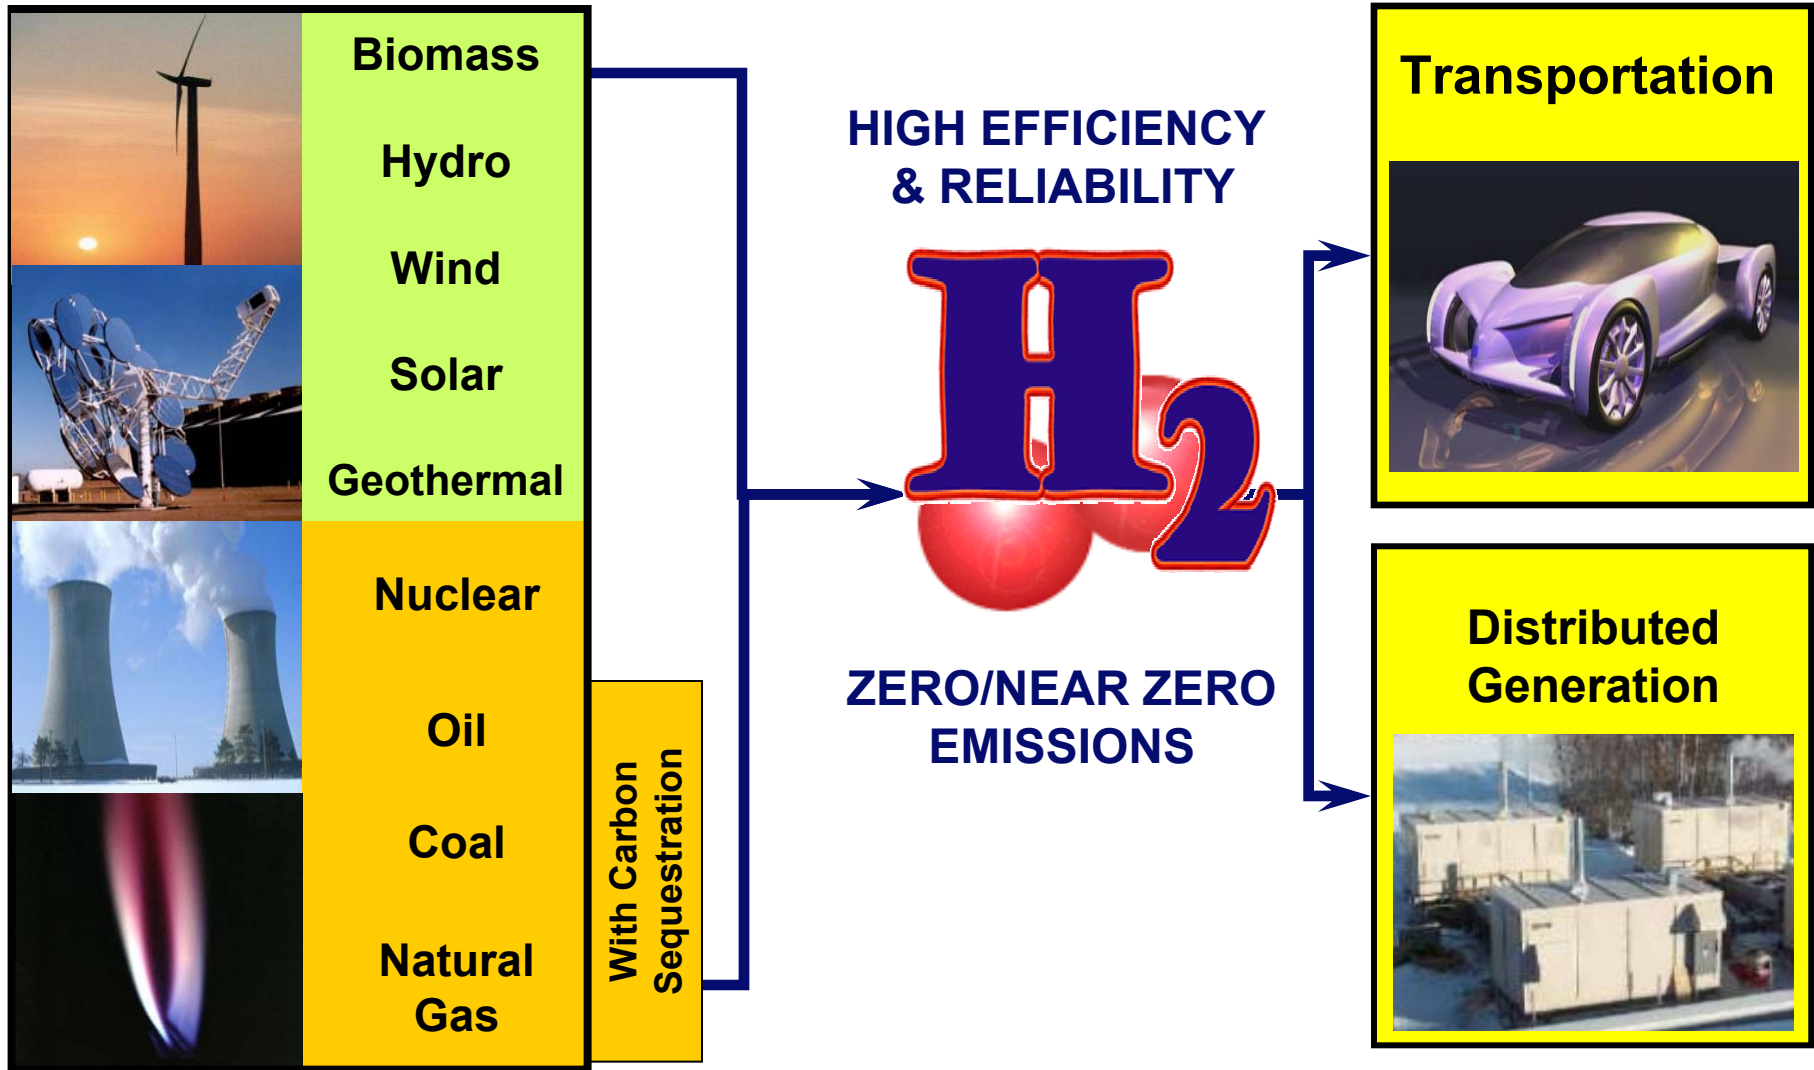 Biomass
Hydro
Wind
Solar
Geothermal
Nuclear
Oil
Coal
Natural
Gas
With Carbon
Sequestration
HIGH EFFICIENCY
& RELIABILITY
H2
ZERO/NEAR ZERO
EMISSIONS
Transportation
Distributed
Generation